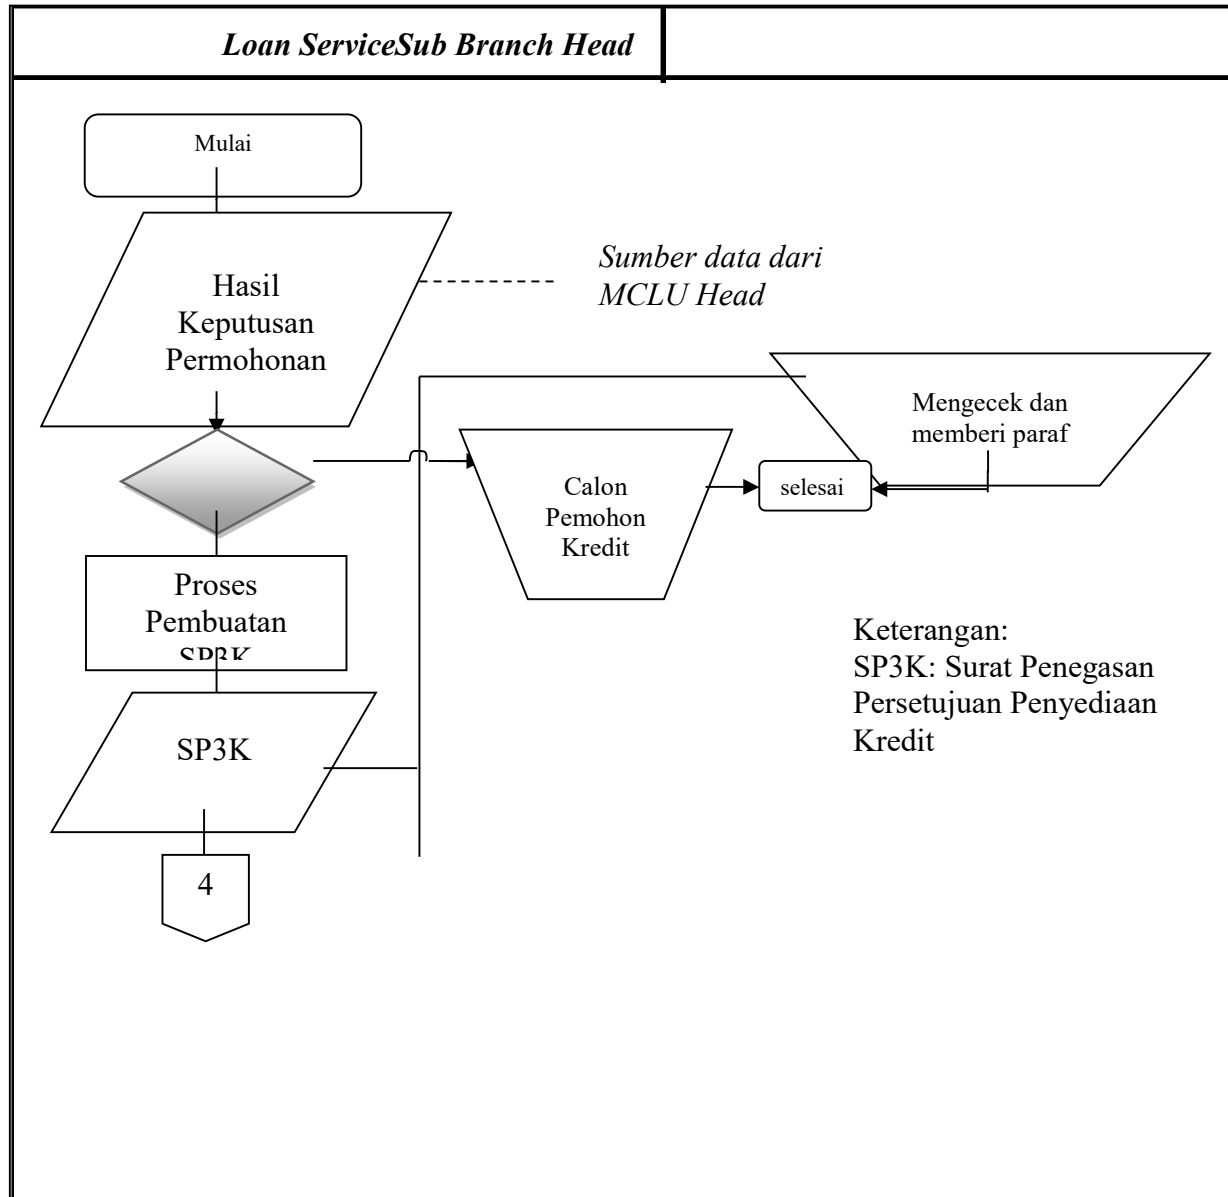 Loan ServiceSub Branch Head
Mulai
Hasil
Keputusan
Permohonan
Sumber data dari
MCLU Head
Mengecek dan
memberi paraf
Calon
Pemohon
Kredit
selesai
Proses
Pembuatan
SP3K
SP3K
4
Keterangan:
SP3K: Surat Penegasan
Persetujuan Penyediaan
Kredit